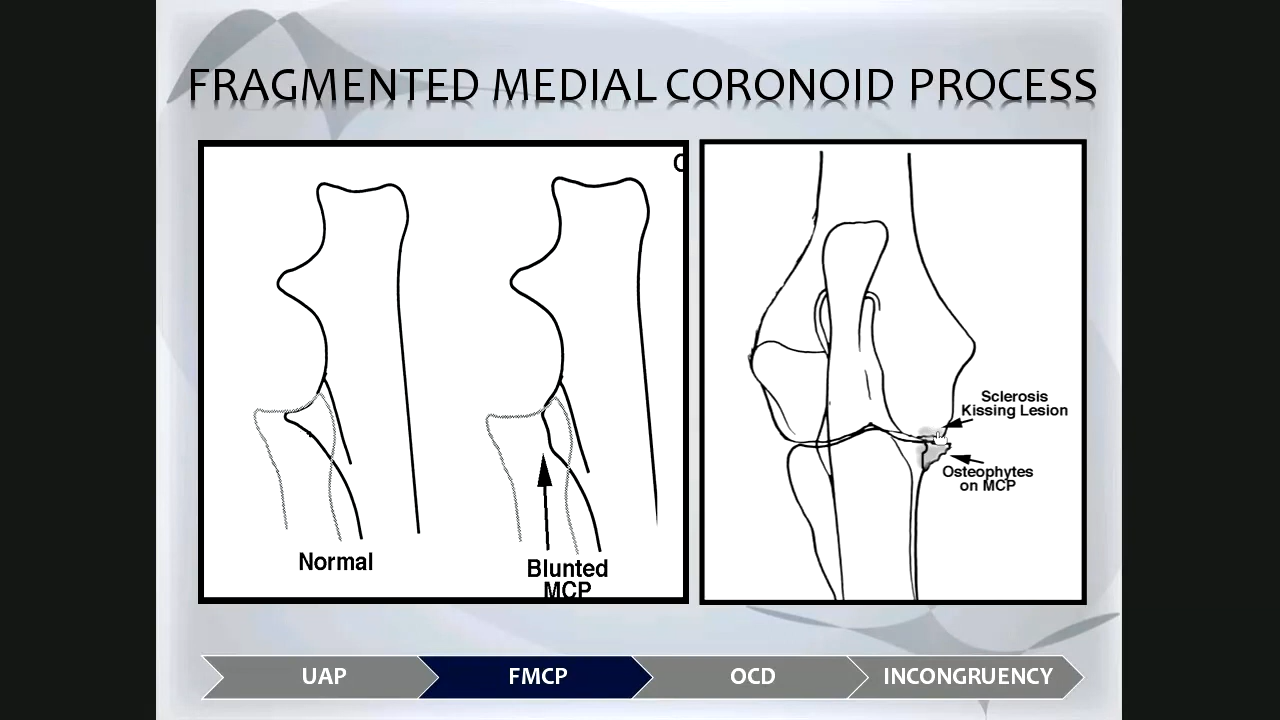 FRAGMENTED MEDIAL CORONOID PROCESS
Normal
Blunted
MCP
Sclerosis
Kissing Lesion
Osteophytes
on MCP
UAP
FMCP
OCD
INCONGRUENCY